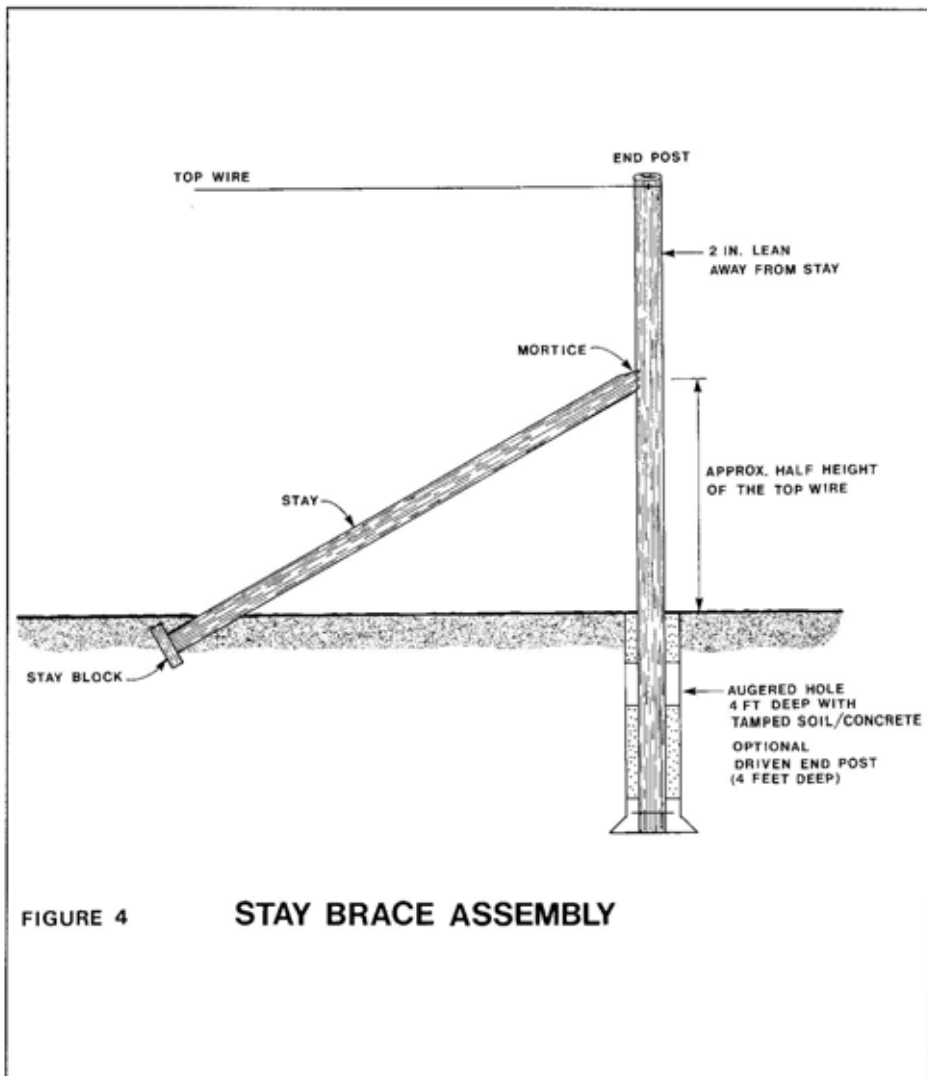 END POST
TOP WIRE
2 IN. LEAN
AWAY FROM STAY
MORTICE
APPROX. HALF HEIGHT
OF THE TOP WIRE
STAY
STAY BLOCK
AUGERED HOLE
4 FT DEEP WITH
TAMPED SOIL/CONCRETE
OPTIONAL
DRIVEN END POST
(4 FEET DEEP)
FIGURE 4 STAY BRACE ASSEMBLY